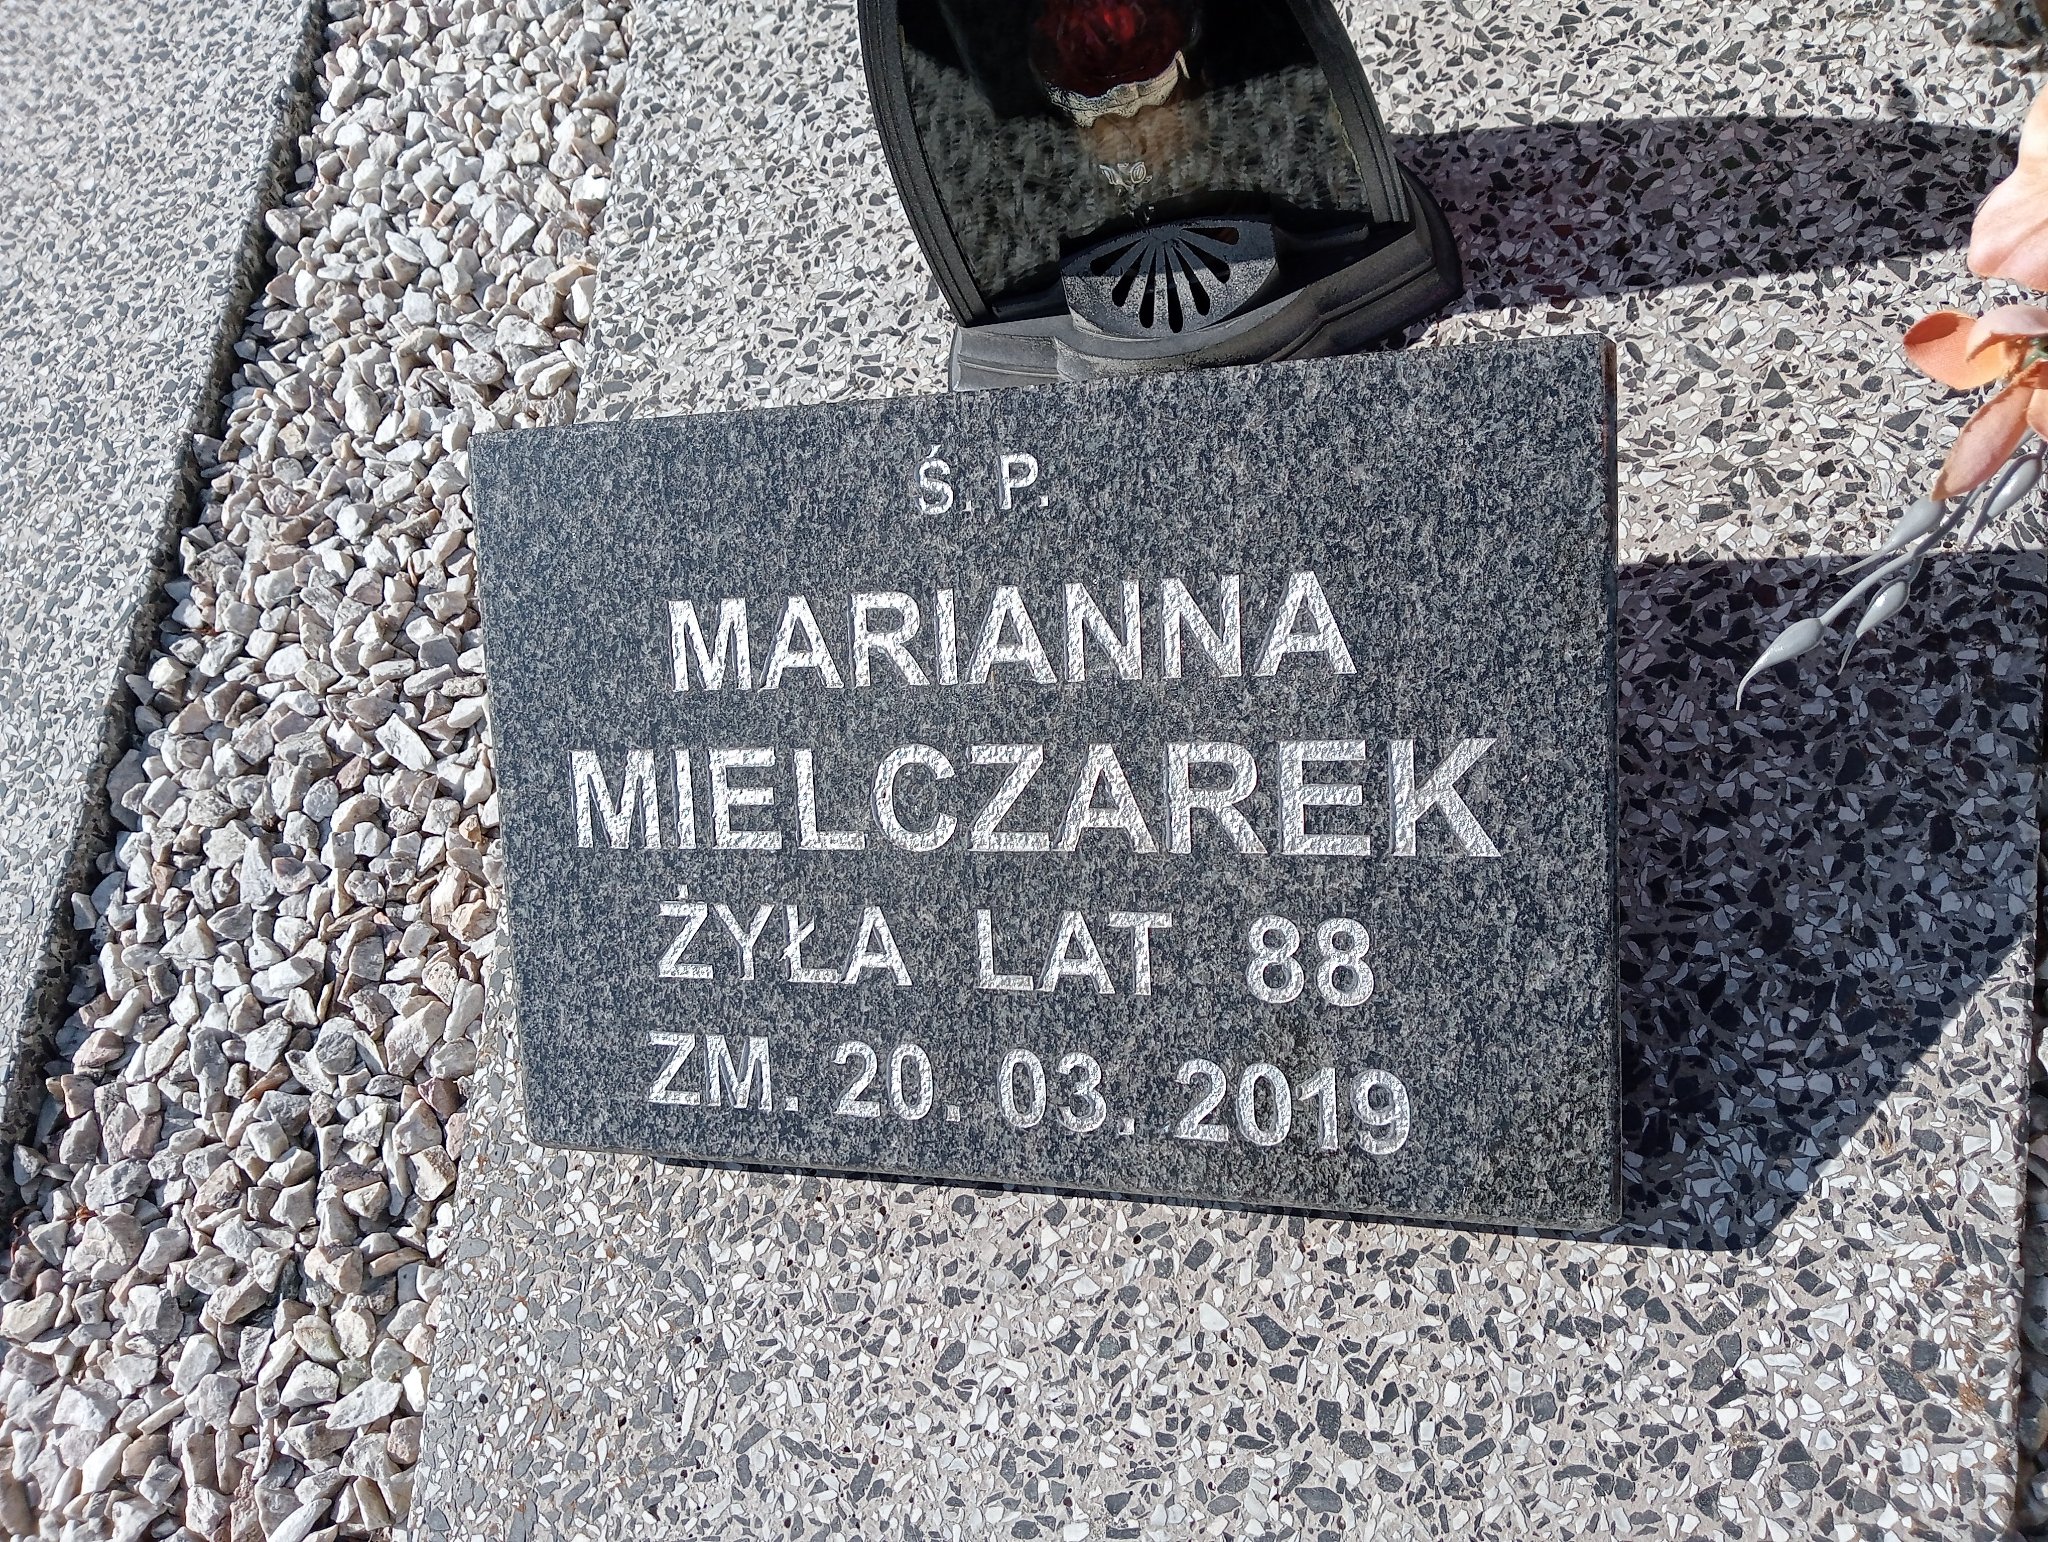 Ś. P.
MARIANNA
MIELCZAREK
ŻYŁA LAT 88
ZM. 20. 03. 2019